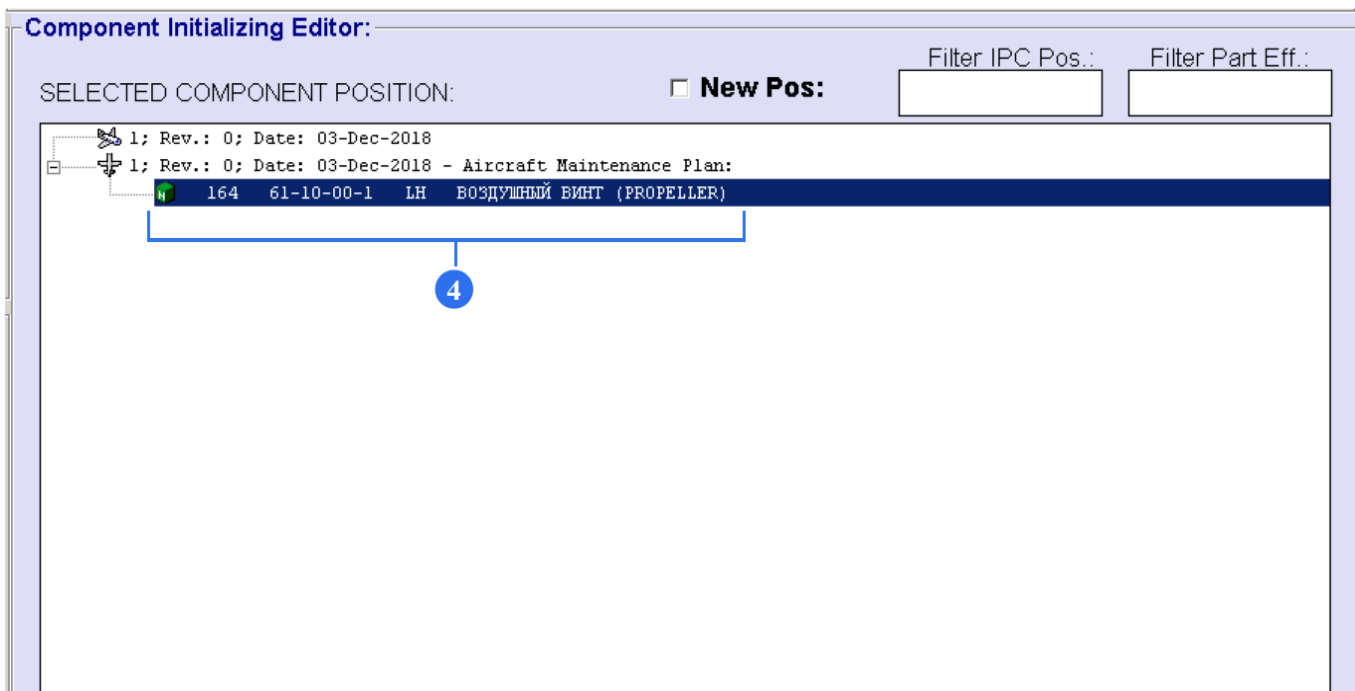 Component Initializing Editor:
Filter IPC Pos.: Filter Part Eff.:
SELECTED COMPONENT POSITION: New Pos:
1; Rev.: 0; Date: 03-Dec-2018
1; Rev.: 0; Date: 03-Dec-2018 - Aircraft Maintenance Plan:
N 164 61-10-00-1 LH ВОЗДУШНЫЙ ВИНТ (PROPELLER)
4